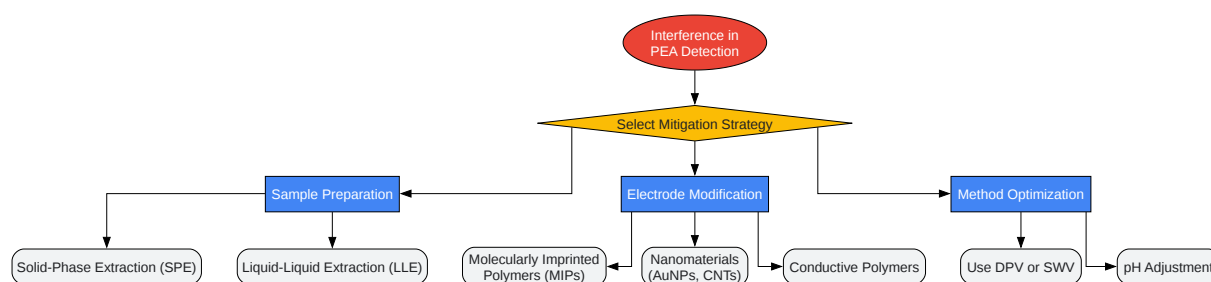 Interference in
PEA Detection
Select Mitigation Strategy
Sample Preparation
Electrode Modification
Method Optimization
Solid-Phase Extraction (SPE)
Liquid-Liquid Extraction (LLE)
Molecularly Imprinted
Polymers (MIPs)
Nanomaterials
(AuNPs, CNTs)
Conductive Polymers
Use DPV or SWV
pH Adjustment